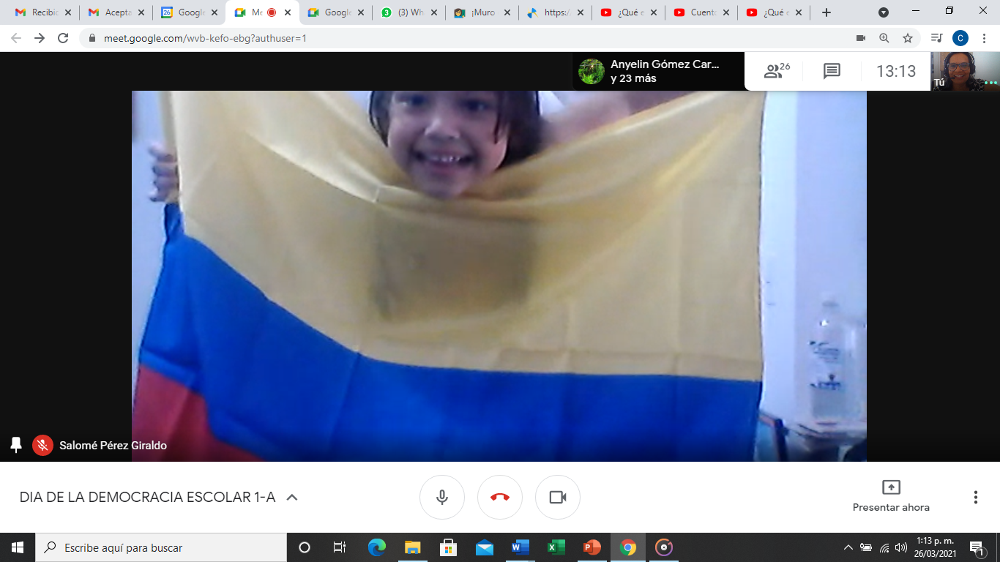 Recibid
Acepta
Google
Me
Google
(3) Wh
¡Muro
https:/
¿Qué e
Cuento
¿Qué e
meet.google.com/wvb-kefo-ebg?authuser=1
C
Anyelin Gómez Car...
y 23 más
26
13:13
Tú
Salomé Pérez Giraldo
DIA DE LA DEMOCRACIA ESCOLAR 1-A
Presentar ahora
Escribe aquí para buscar
1:13 p. m.
26/03/2021